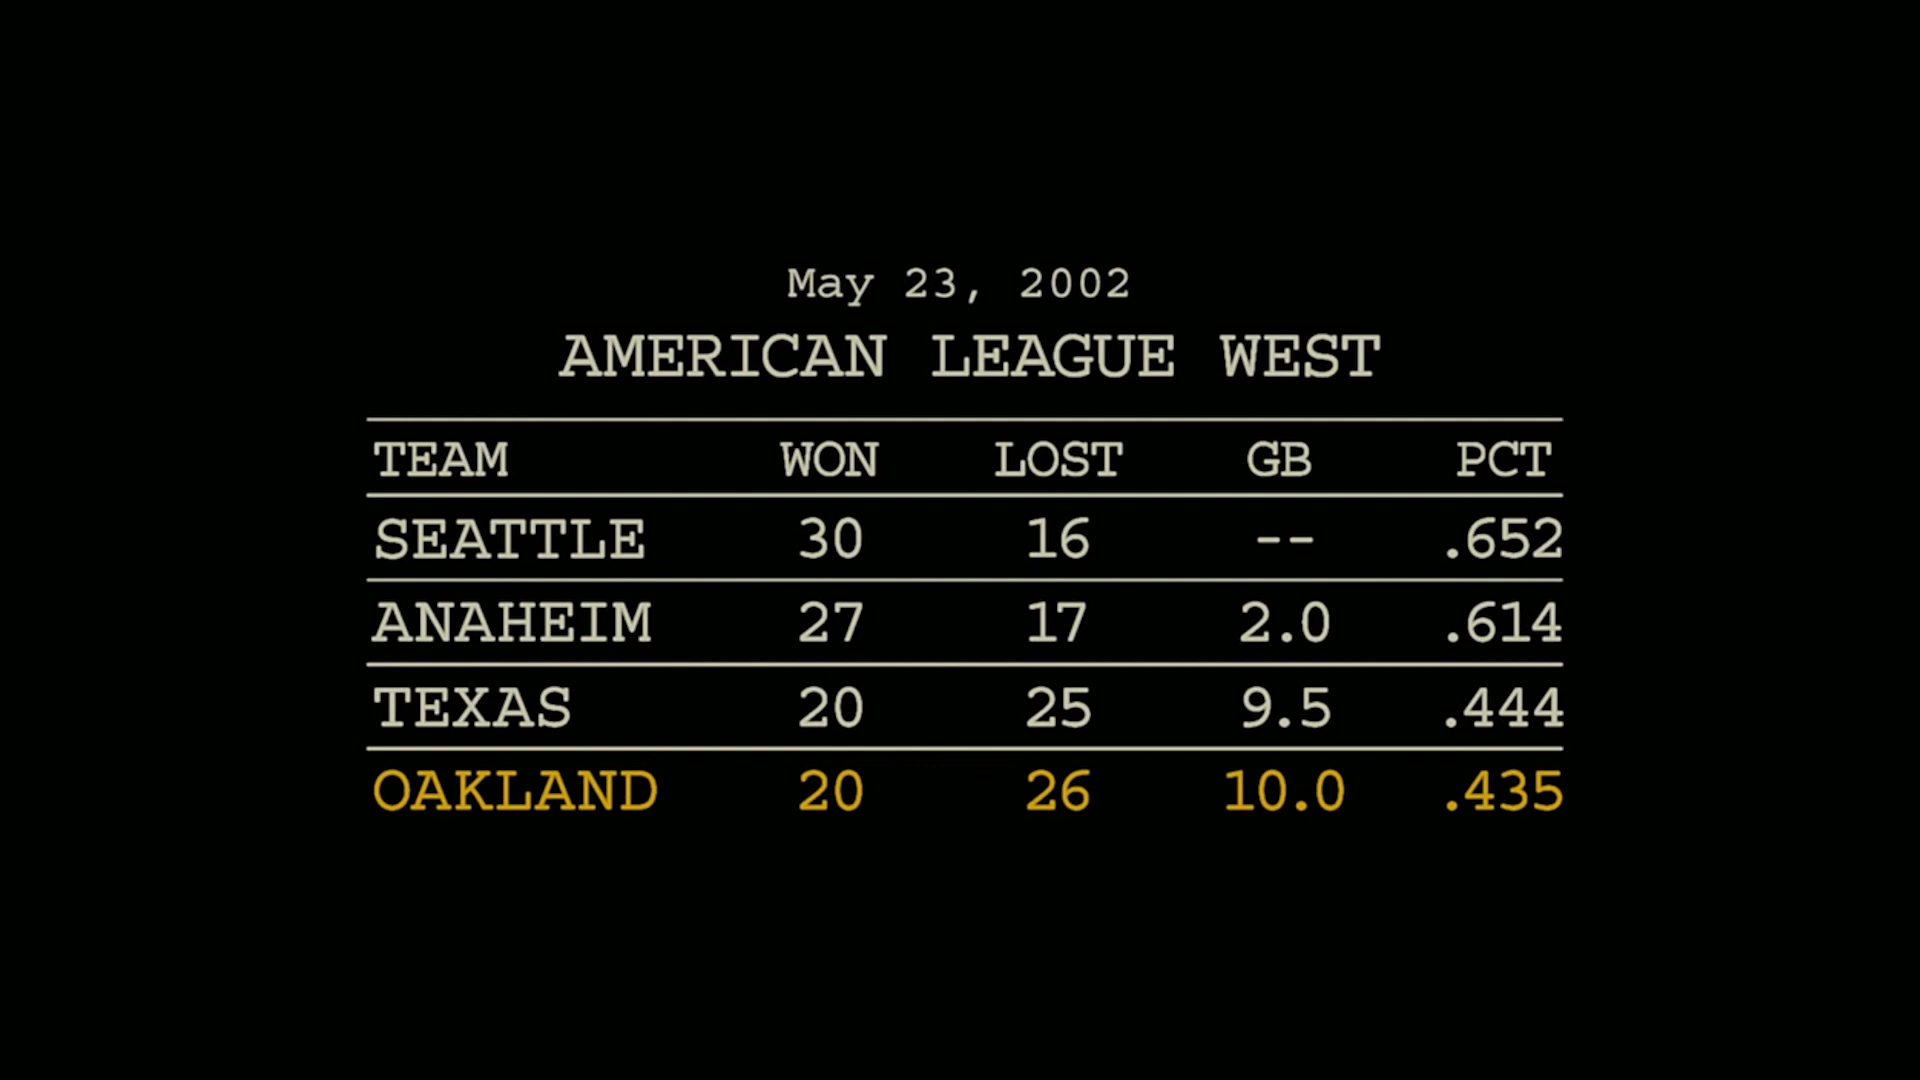 May 23, 2002
AMERICAN LEAGUE WEST
TEAM WON LOST GB PCT
SEATTLE 30 16 -- .652
ANAHEIM 27 17 2.0 .614
TEXAS 20 25 9.5 .444
OAKLAND 20 26 10.0 .435